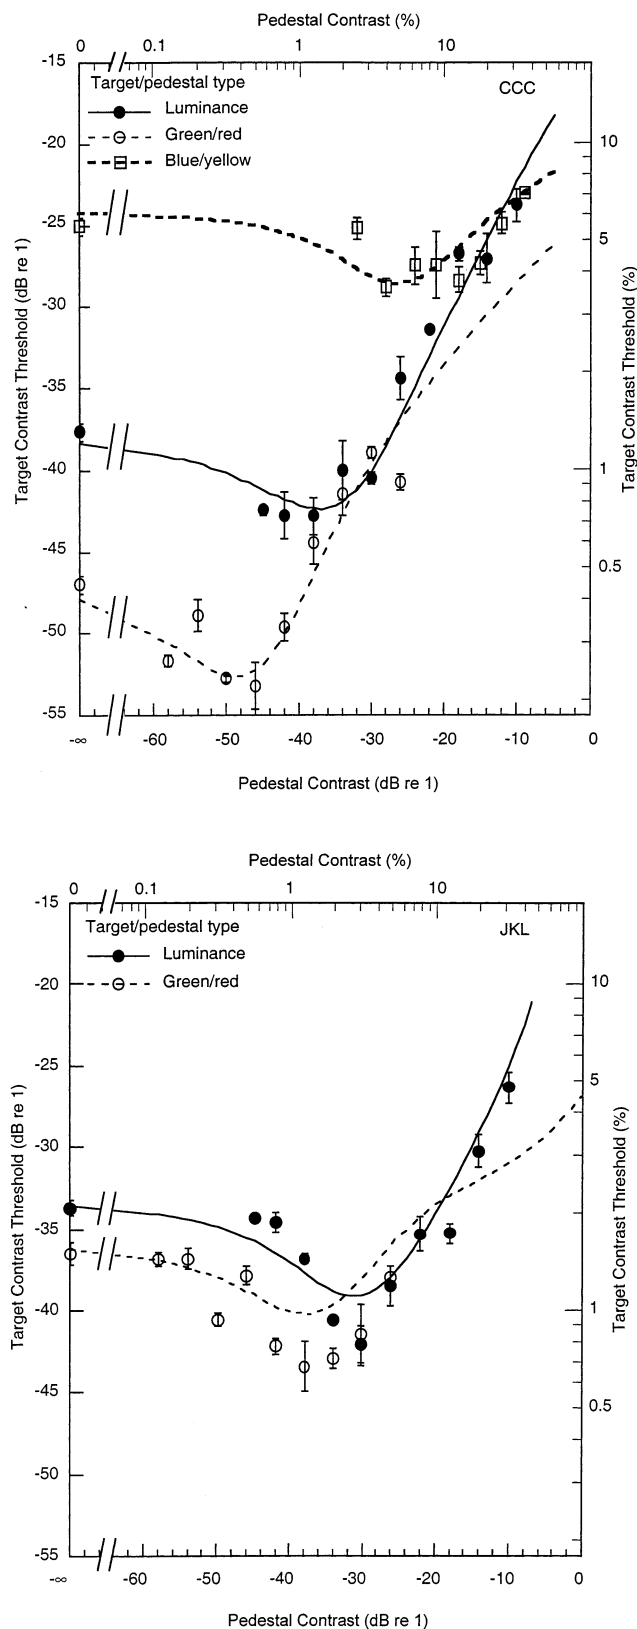 Pedestal Contrast (%)
0 0.1 1 10
-15
Target/pedestal type
CCC
Luminance
Green/red
Blue/yellow
-20
-25
-30
-35
-40
-45
-50
-55
10
5
1
0.5
Target Contrast Threshold (dB re 1)
Target Contrast Threshold (%)
-∞ -60 -50 -40 -30 -20 -10 0
Pedestal Contrast (dB re 1)
Pedestal Contrast (%)
0 0.1 1 10
-15
Target/pedestal type
JKL
Luminance
Green/red
-20
-25
-30
-35
-40
-45
-50
-55
10
5
1
0.5
Target Contrast Threshold (dB re 1)
Target Contrast Threshold (%)
-∞ -60 -50 -40 -30 -20 -10 0
Pedestal Contrast (dB re 1)